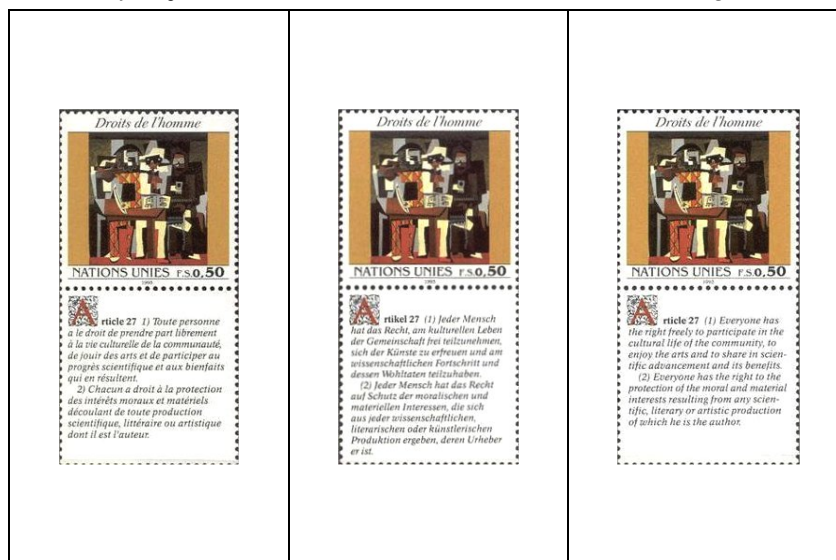 Droits de l'homme
NATIONS UNIES F.S.0,50
1993
Article 27 1) Toute personne
a le droit de prendre part librement
à la vie culturelle de la communauté,
de jouir des arts et de participer au
progrès scientifique et aux bienfaits
qui en résultent.
2) Chacun a droit à la protection
des intérêts moraux et matériels
découlant de toute production
scientifique, littéraire ou artistique
dont il est l'auteur.
Droits de l'homme
NATIONS UNIES F.S.0,50
1993
Artikel 27 (1) Jeder Mensch
hat das Recht, am kulturellen Leben
der Gemeinschaft frei teilzunehmen,
sich der Künste zu erfreuen und am
wissenschaftlichen Fortschritt und
dessen Wohltaten teilzuhaben.
(2) Jeder Mensch hat das Recht
auf Schutz der moralischen und
materiellen Interessen, die sich
aus jeder wissenschaftlichen,
literarischen oder künstlerischen
Produktion ergeben, deren Urheber
er ist.
Droits de l'homme
NATIONS UNIES F.S.0,50
1993
Article 27 (1) Everyone has
the right freely to participate in the
cultural life of the community, to
enjoy the arts and to share in scien-
tific advancement and its benefits.
(2) Everyone has the right to the
protection of the moral and material
interests resulting from any scien-
tific, literary or artistic production
of which he is the author.